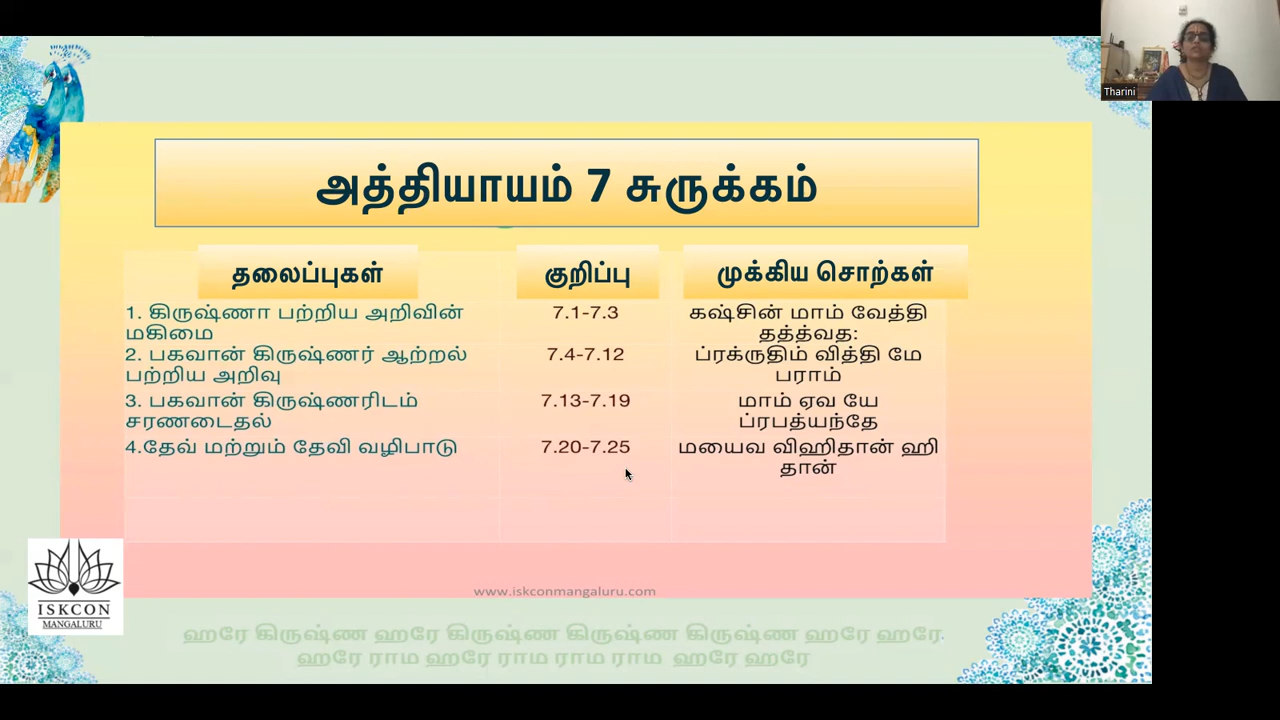 Tharini
அத்தியாயம் 7 சுருக்கம்
தலைப்புகள் குறிப்பு முக்கிய சொற்கள்
1. கிருஷ்ணா பற்றிய அறிவின் 7.1-7.3 கஷ்சின் மாம் வேத்தி
மகிமை தத்த்வத:
2. பகவான் கிருஷ்ணர் ஆற்றல் 7.4-7.12 ப்ரக்ருதிம் வித்தி மே
பற்றிய அறிவு பராம்
3. பகவான் கிருஷ்ணரிடம் 7.13-7.19 மாம் ஏவ யே
சரணடைதல் ப்ரபத்யந்தே
4.தேவ் மற்றும் தேவி வழிபாடு 7.20-7.25 மயைவ விஹிதான் ஹி
தான்
www.iskconmangaluru.com
ISKCON
MANGALURU
ஹரே கிருஷ்ண ஹரே கிருஷ்ண கிருஷ்ண கிருஷ்ண ஹரே ஹரே.
ஹரே ராம ஹரே ராம ராம ராம ஹரே ஹரே